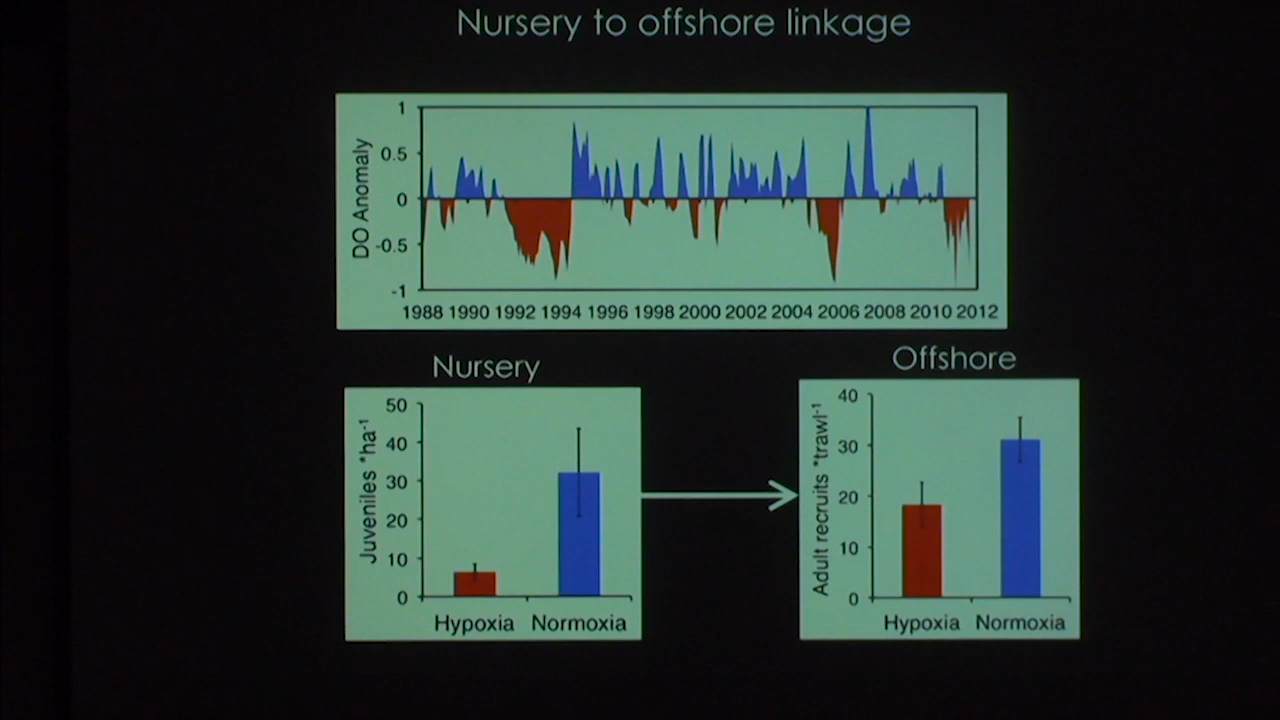 Nursery to offshore linkage
DO Anomaly
1
0.5
0
-0.5
-1
1988 1990 1992 1994 1996 1998 2000 2002 2004 2006 2008 2010 2012
Nursery
Juveniles *ha-1
50
40
30
20
10
0
Hypoxia Normoxia
Offshore
Adult recruits *trawl-1
40
30
20
10
0
Hypoxia Normoxia